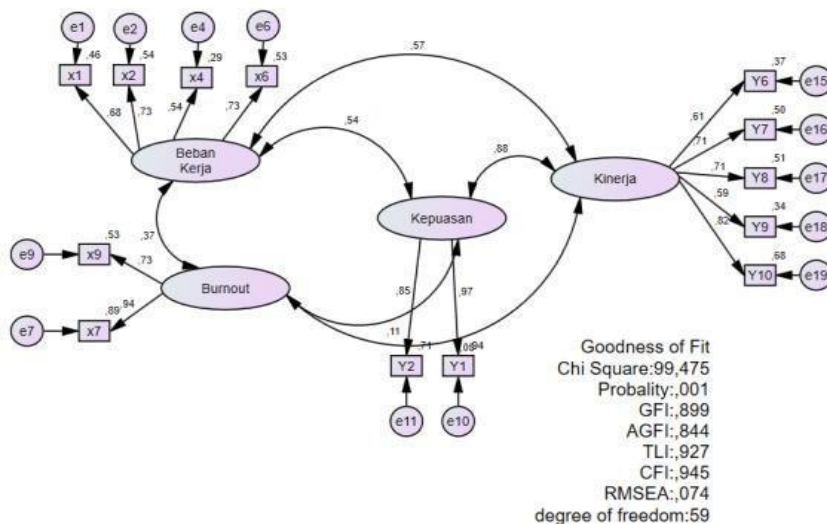 e1
e2
e4
e6
,46
,54
,29
,53
x1
x2
x4
x6
,68
,73
,54
,73
,57
Beban
Kerja
,54
,88
Kinerja
,37
Y6
e15
,61
,50
Y7
e16
,71
,51
Y8
e17
,71
,34
Y9
e18
,59
,68
Y10
e19
,82
Kepuasan
,37
e9
,53
x9
,73
Burnout
e7
,89
x7
,94
,85
,97
,11
,06
,71
Y2
,94
Y1
e11
e10
Goodness of Fit
Chi Square:99,475
Probality:,001
GFI:,899
AGFI:,844
TLI:,927
CFI:,945
RMSEA:,074
degree of freedom:59